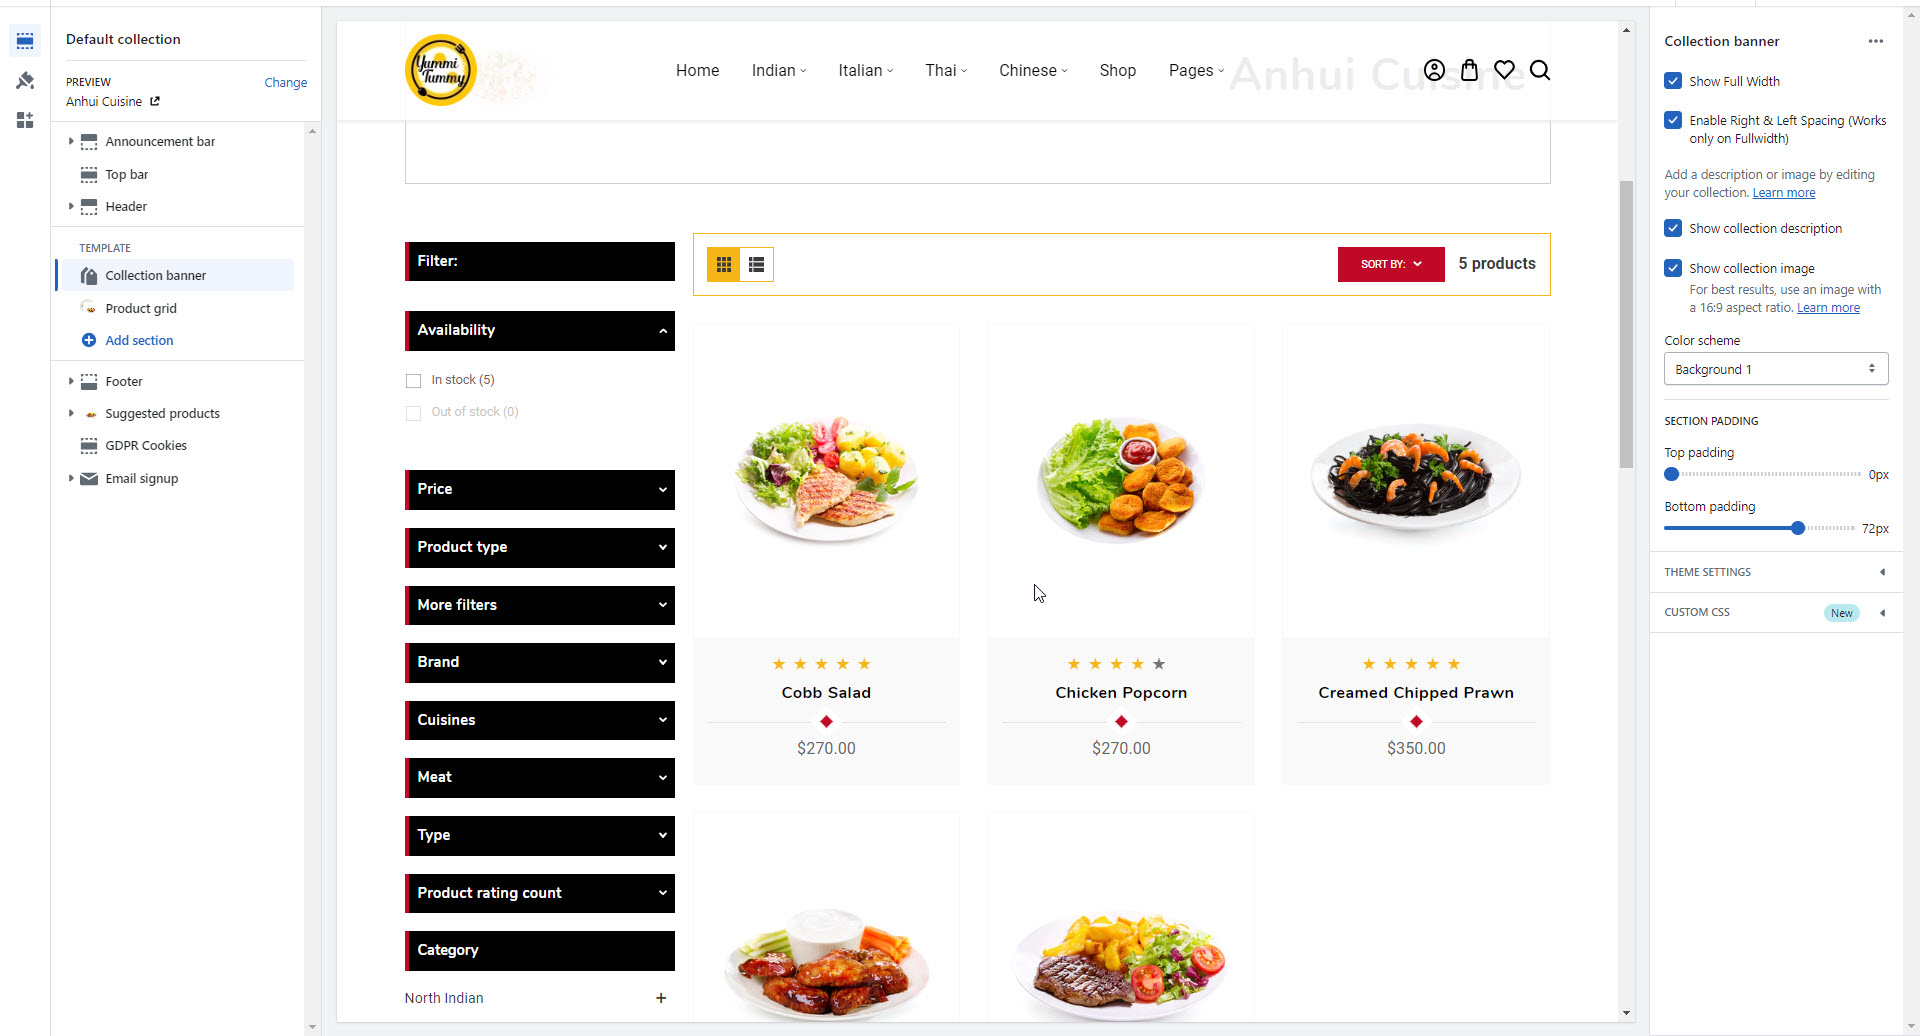 Default collection
PREVIEW
Change
Anhui Cuisine
Announcement bar
Top bar
Header
TEMPLATE
Collection banner
Product grid
Add section
Footer
Suggested products
GDPR Cookies
Email signup
Yummi
Tummy
Home
Indian
Italian
Thai
Chinese
Shop
Pages
Anhui Cuisine
Filter:
SORT BY:
5 products
Availability
In stock (5)
Out of stock (0)
Price
Product type
More filters
Brand
Cuisines
Meat
Type
Product rating count
Category
North Indian
Cobb Salad
$270.00
Chicken Popcorn
$270.00
Creamed Chipped Prawn
$350.00
Collection banner
Show Full Width
Enable Right & Left Spacing (Works
only on Fullwidth)
Add a description or image by editing
your collection. Learn more
Show collection description
Show collection image
For best results, use an image with
a 16:9 aspect ratio. Learn more
Color scheme
Background 1
SECTION PADDING
Top padding
0px
Bottom padding
72px
THEME SETTINGS
CUSTOM CSS
New